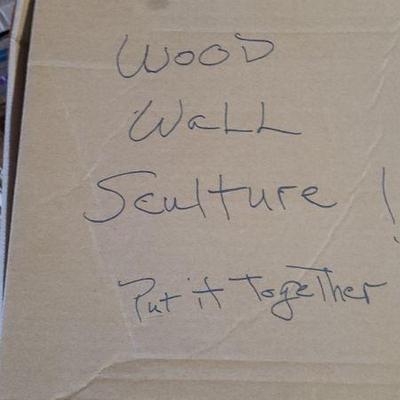 WOOD
WaLL
Sculture !
Put it Together